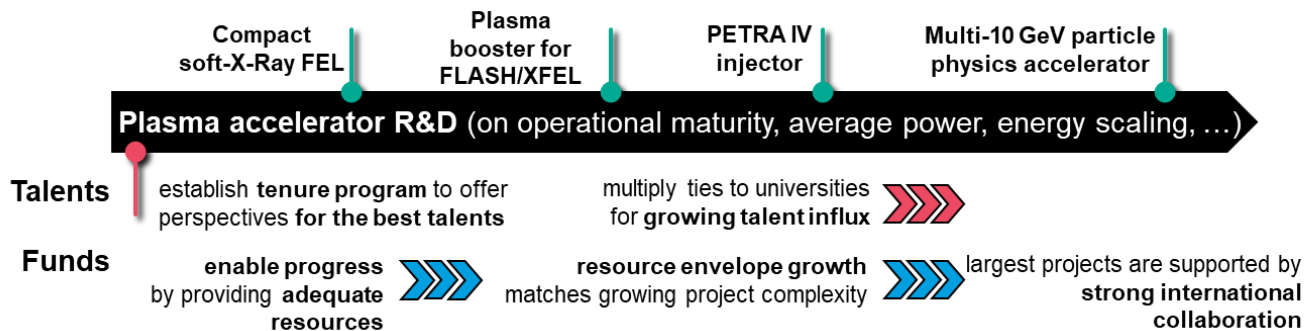 Compact
soft-X-Ray FEL
Plasma
booster for
FLASH/XFEL
PETRA IV
injector
Multi-10 GeV particle
physics accelerator
Plasma accelerator R&D (on operational maturity, average power, energy scaling, …)
Talents
establish tenure program to offer
perspectives for the best talents
multiply ties to universities
for growing talent influx
Funds
enable progress
by providing adequate
resources
resource envelope growth
matches growing project complexity
largest projects are supported by
strong international
collaboration